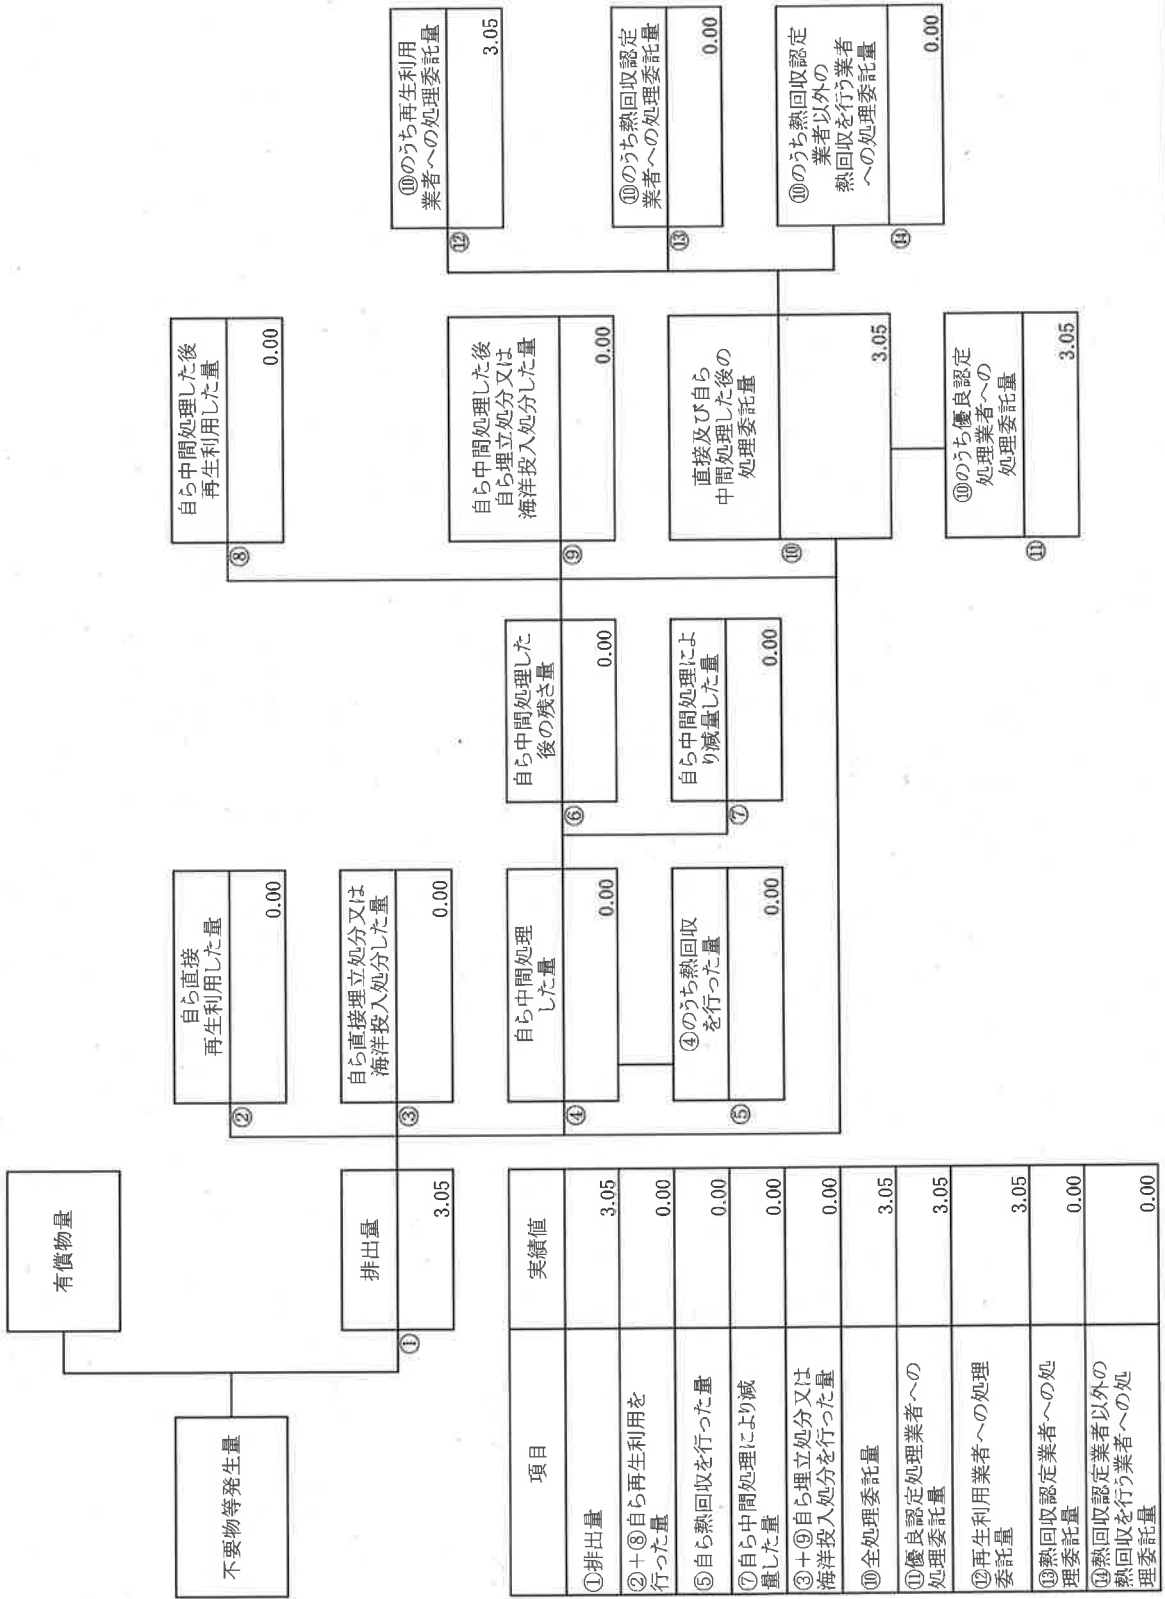 不要物等発生量
有償物量
排出量
①
3.05
自ら直接
再生利用した量
②
0.00
自ら直接埋立処分又は
海洋投入処分した量
③
0.00
自ら中間処理
した量
④
0.00
④のうち熱回収
を行った量
⑤
0.00
自ら中間処理した
後の残さ量
⑥
0.00
自ら中間処理によ
り減量した量
⑦
0.00
自ら中間処理した後
再生利用した量
⑧
0.00
自ら中間処理した後
自ら埋立処分又は
海洋投入処分した量
⑨
0.00
直接及び自ら
中間処理した後の
処理委託量
⑩
3.05
⑩のうち優良認定
処理業者への
処理委託量
⑪
3.05
⑩のうち再生利用
業者への処理委託量
⑫
3.05
⑩のうち熱回収認定
業者への処理委託量
⑬
0.00
⑩のうち熱回収認定
業者以外の
熱回収を行う業者
への処理委託量
⑭
0.00
項目 実績値
①排出量 3.05
②+⑧自ら再生利用を
行った量 0.00
⑤自ら熱回収を行った量 0.00
⑦自ら中間処理により減
量した量 0.00
③+⑨自ら埋立処分又は
海洋投入処分を行った量 0.00
⑩全処理委託量 3.05
⑪優良認定処理業者への
処理委託量 3.05
⑫再生利用業者への処理
委託量 3.05
⑬熱回収認定業者への処
理委託量 0.00
⑭熱回収認定業者以外の
熱回収を行う業者への処
理委託量 0.00